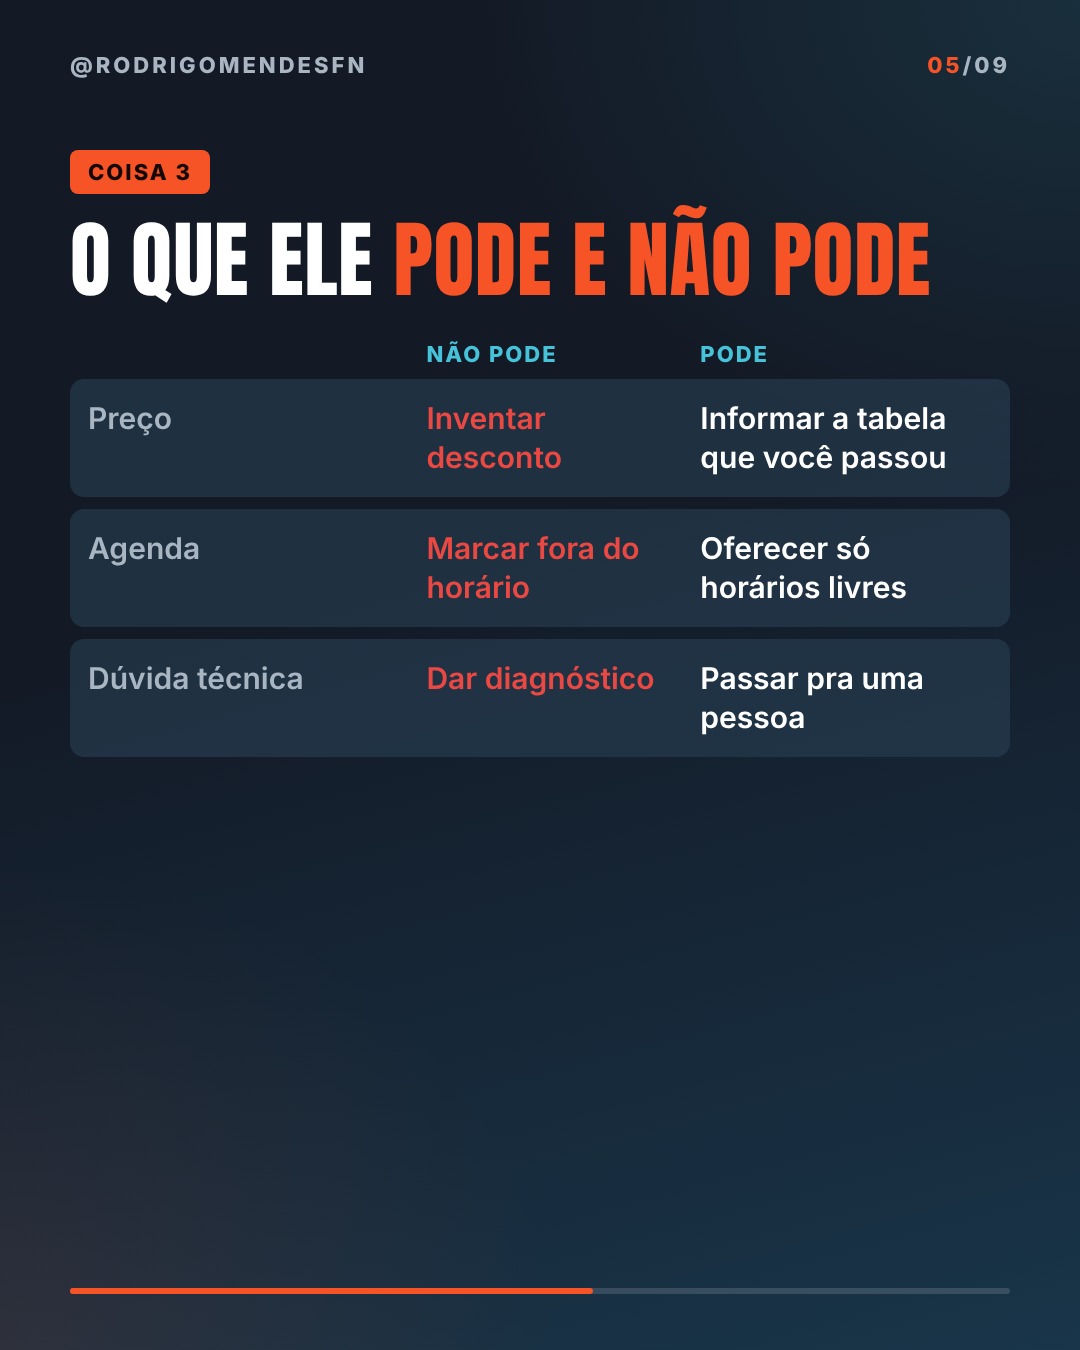 @RODRIGOMENDESFN
05/09
COISA 3
O QUE ELE PODE E NÃO PODE
NÃO PODE PODE
Preço Inventar desconto Informar a tabela que você passou
Agenda Marcar fora do horário Oferecer só horários livres
Dúvida técnica Dar diagnóstico Passar pra uma pessoa